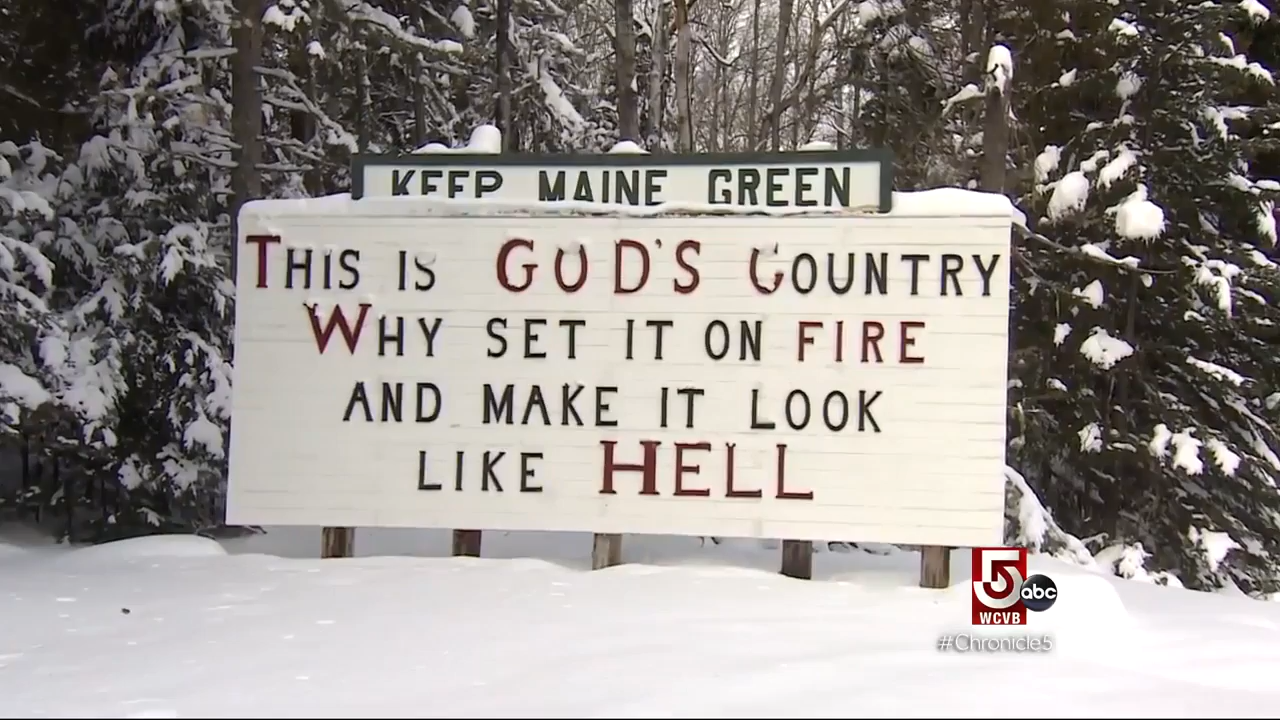 KEEP MAINE GREEN
THIS IS GOD'S COUNTRY
WHY SET IT ON FIRE
AND MAKE IT LOOK
LIKE HELL
5
abc
WCVB
#Chronicle5